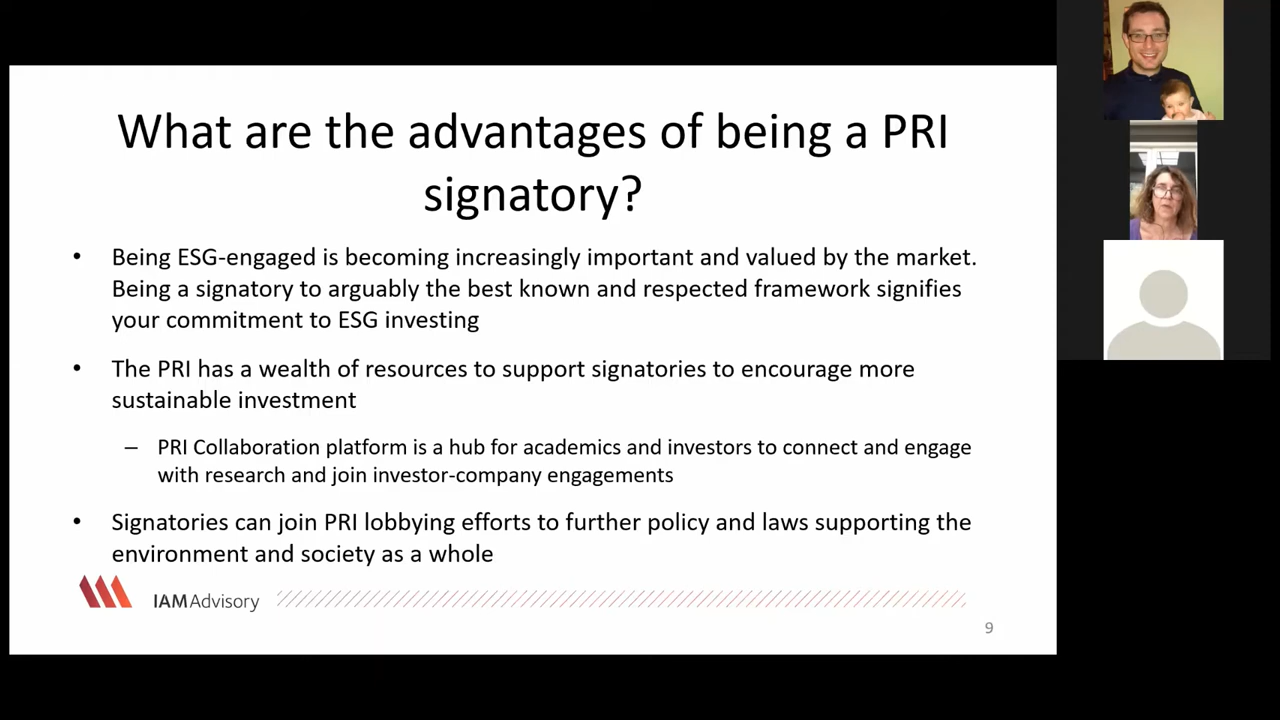 What are the advantages of being a PRI
signatory?
• Being ESG-engaged is becoming increasingly important and valued by the market.
Being a signatory to arguably the best known and respected framework signifies
your commitment to ESG investing
• The PRI has a wealth of resources to support signatories to encourage more
sustainable investment
– PRI Collaboration platform is a hub for academics and investors to connect and engage
with research and join investor-company engagements
• Signatories can join PRI lobbying efforts to further policy and laws supporting the
environment and society as a whole
IAM Advisory
9